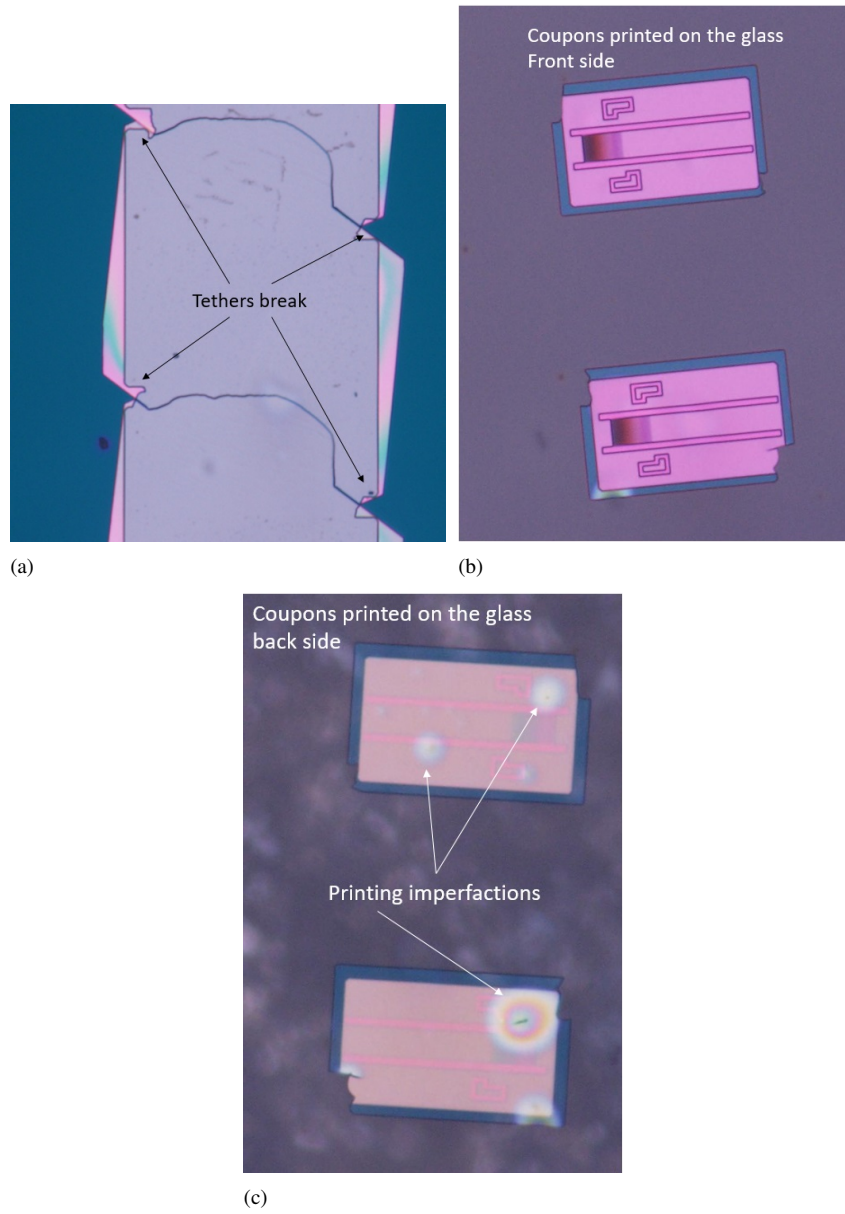 Coupons printed on the glass
Front side
Tethers break
(a)
(b)
Coupons printed on the glass
back side
Printing imperfactions
(c)